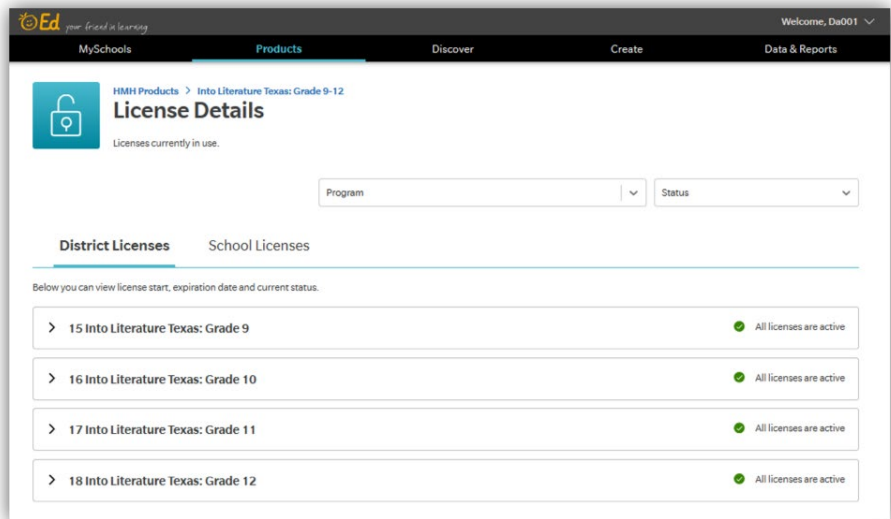 Ed your friend in learning
Welcome, Da001
MySchools Products Discover Create Data & Reports
HMH Products > Into Literature Texas: Grade 9-12
License Details
Licenses currently in use.
Program Status
District Licenses School Licenses
Below you can view license start, expiration date and current status.
15 Into Literature Texas: Grade 9 All licenses are active
16 Into Literature Texas: Grade 10 All licenses are active
17 Into Literature Texas: Grade 11 All licenses are active
18 Into Literature Texas: Grade 12 All licenses are active